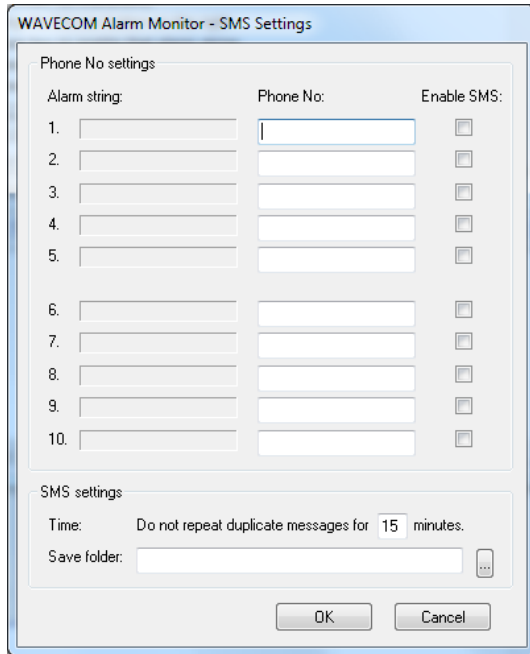 WAVECOM Alarm Monitor - SMS Settings
Phone No settings
Alarm string: Phone No: Enable SMS:
1.
2.
3.
4.
5.
6.
7.
8.
9.
10.
SMS settings
Time: Do not repeat duplicate messages for 15 minutes.
Save folder: ...
OK Cancel